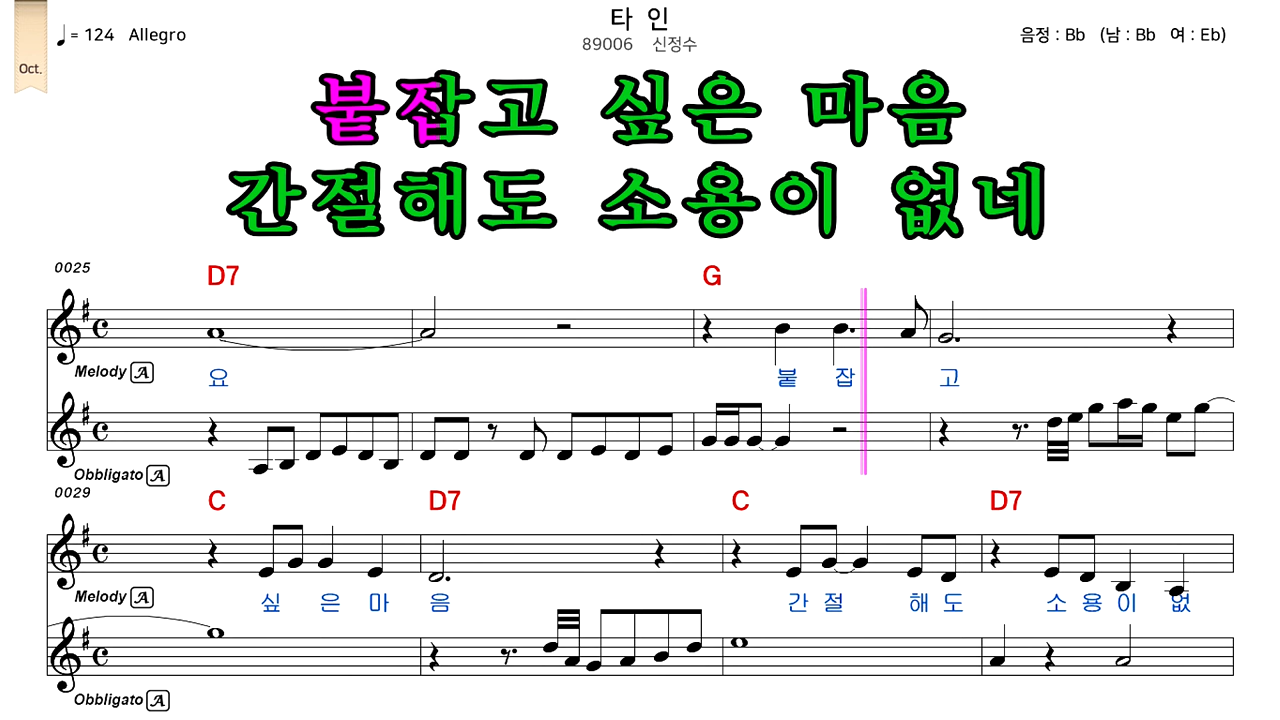 타 인
♩ = 124 Allegro
89006 신정수
음정 : Bb (남 : Bb 여 : Eb)
Oct.
붙잡고 싶은 마음
간절해도 소용이 없네
0025
D7 G
Melody A
요 붙 잡 고
Obbligato A
0029
C D7 C D7
Melody A
싶 은 마 음 간 절 해 도 소 용 이 없
Obbligato A